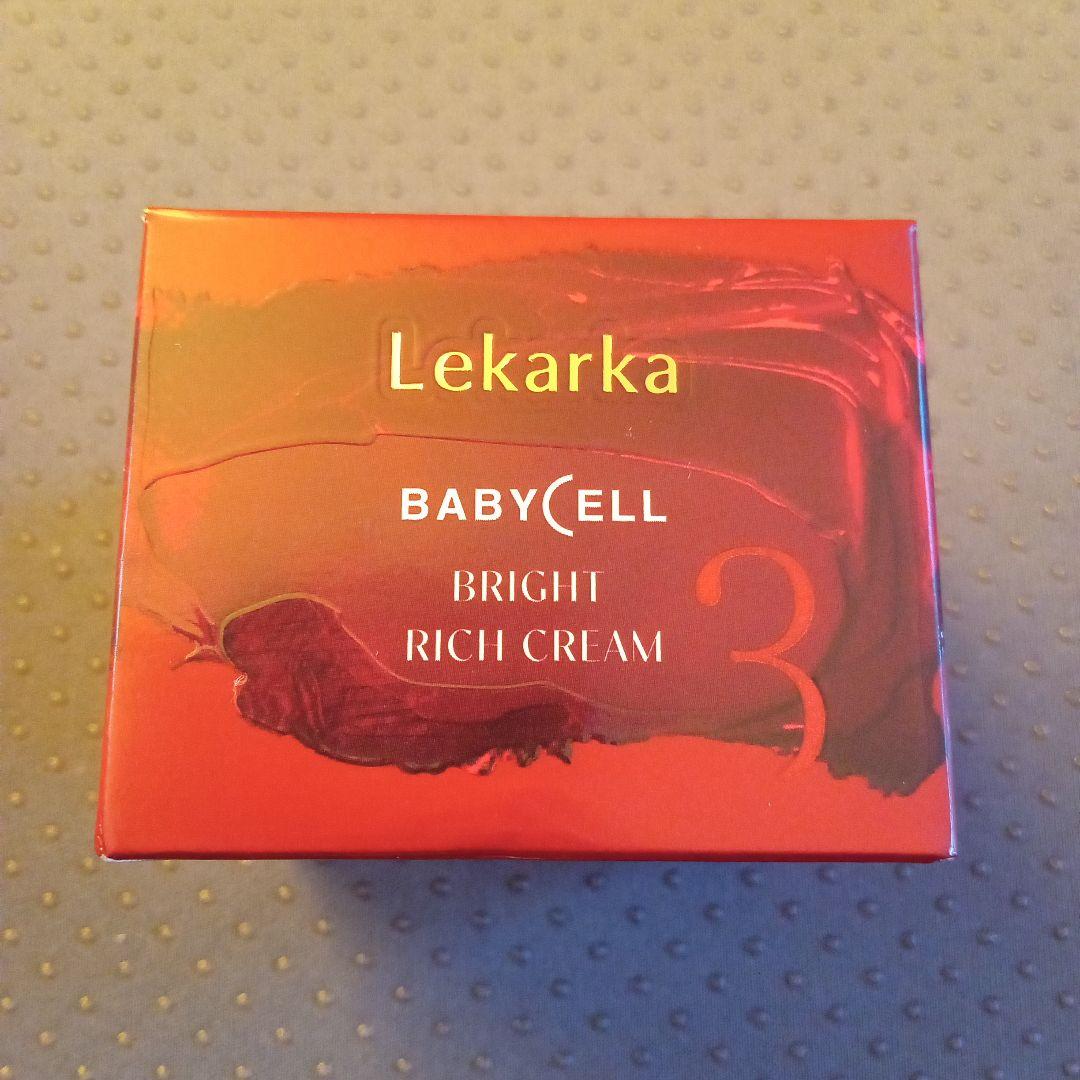 Lekarka
BABYCELL
BRIGHT
RICH CREAM
3